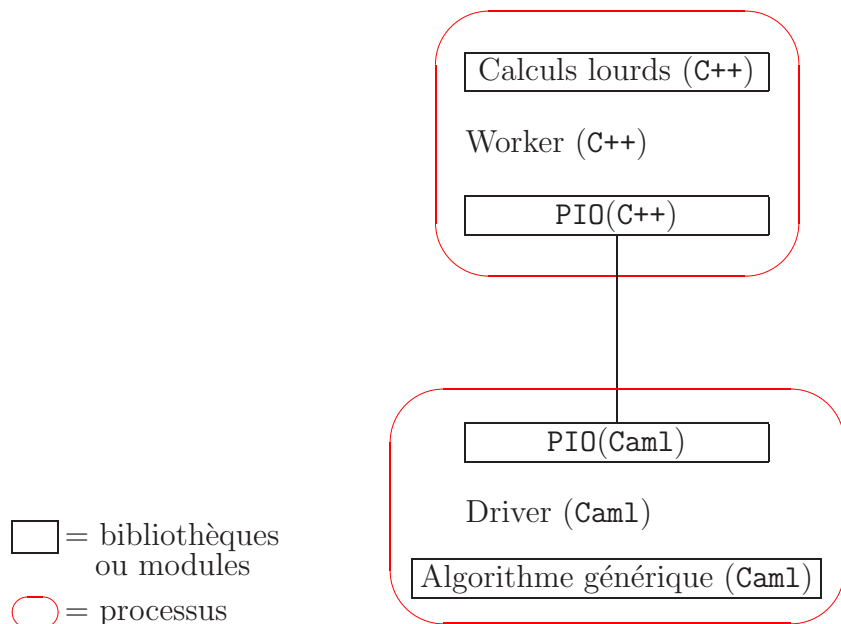 Calculs lourds (C++)
Worker (C++)
PIO(C++)
PIO(Caml)
Driver (Caml)
Algorithme générique (Caml)
= bibliothèques
ou modules
= processus